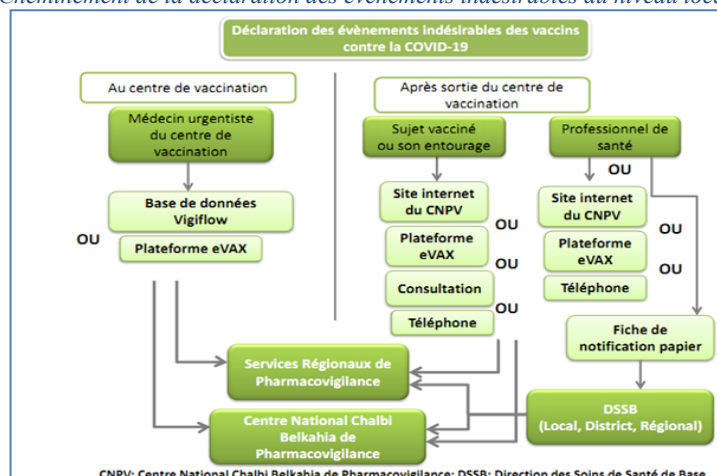 Cheminement de la déclaration des évènements indésirables au niveau loc
Déclaration des évènements indésirables des vaccins
contre la COVID-19
Au centre de vaccination
Médecin urgentiste
du centre de
vaccination
Base de données
Vigiflow
OU
Plateforme eVAX
Après sortie du centre de
vaccination
Sujet vacciné
ou son entourage
Site internet
du CNPV
OU
Plateforme
eVAX
OU
Consultation
OU
Téléphone
Professionnel de
santé
OU
Site internet
du CNPV
OU
Plateforme
eVAX
OU
Téléphone
Fiche de
notification papier
DSSB
(Local, District, Régional)
Services Régionaux de
Pharmacovigilance
Centre National Chalbi
Belkahia de
Pharmacovigilance
CNPV: Centre National Chalbi Belkahia de Pharmacovigilance; DSSB: Direction des Soins de Santé de Base